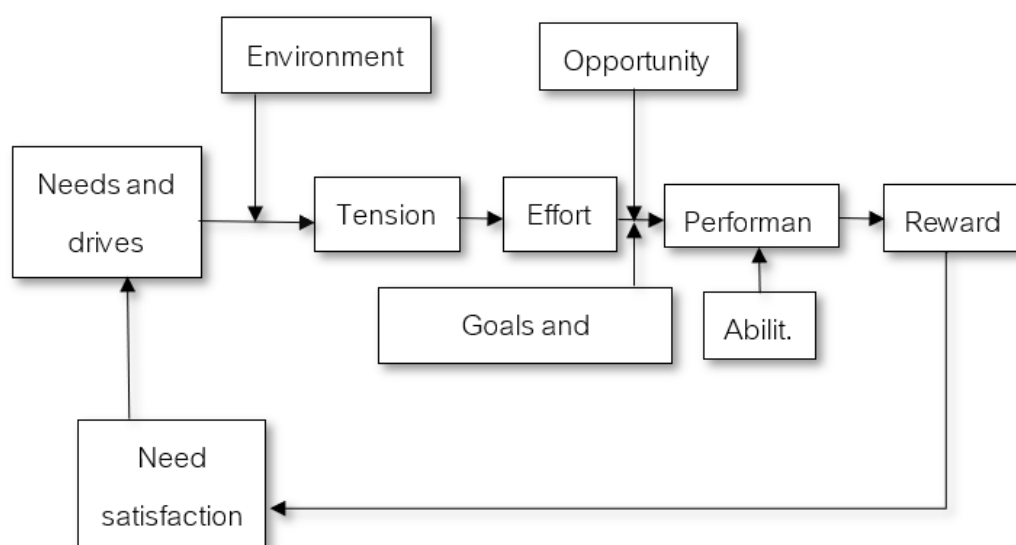 Environment
Opportunity
Needs and
drives
Tension
Effort
Performan
Reward
Goals and
Abilit.
Need
satisfaction